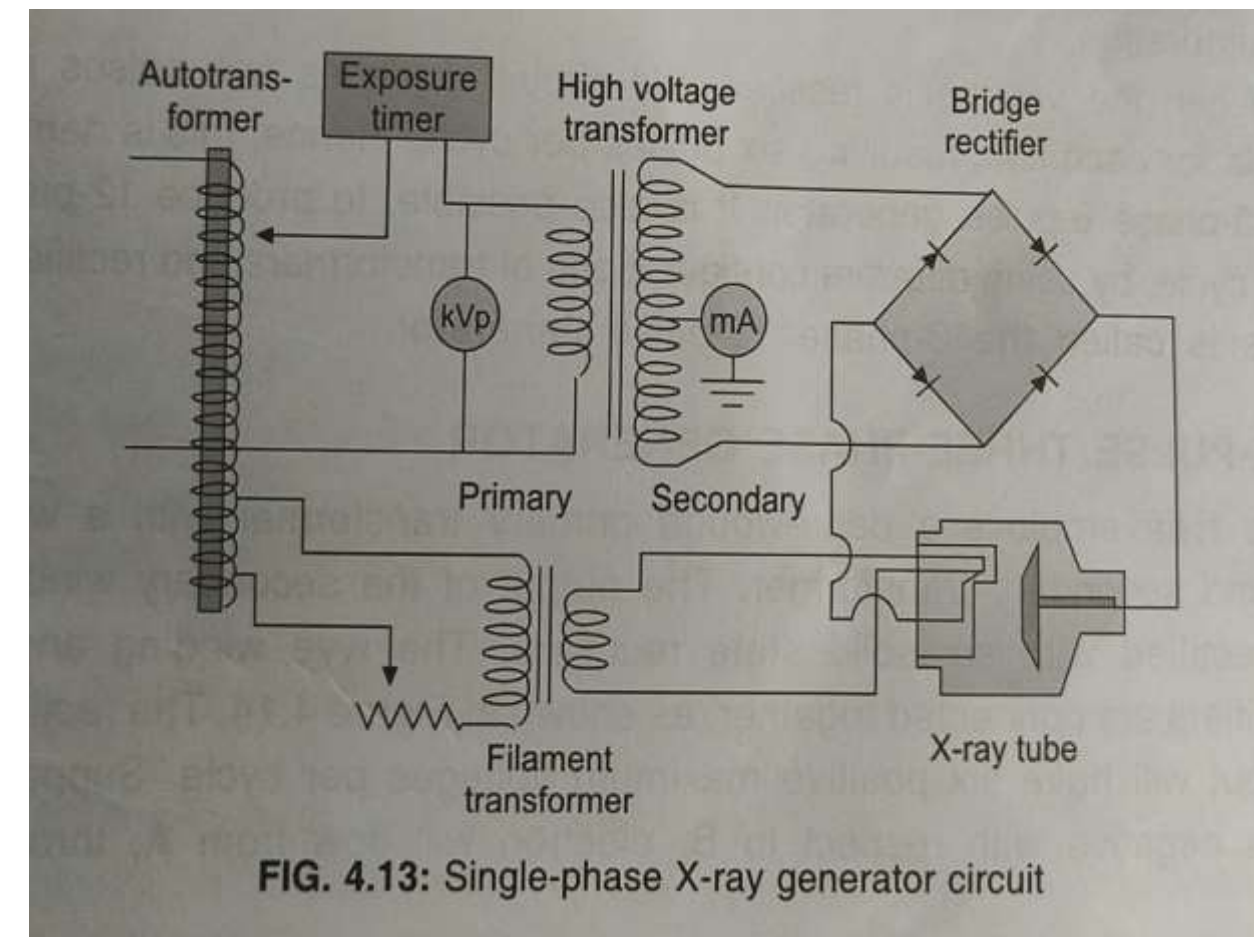 Autotrans-
former
Exposure
timer
High voltage
transformer
Bridge
rectifier
kVp
mA
Primary
Secondary
Filament
transformer
X-ray tube
FIG. 4.13: Single-phase X-ray generator circuit